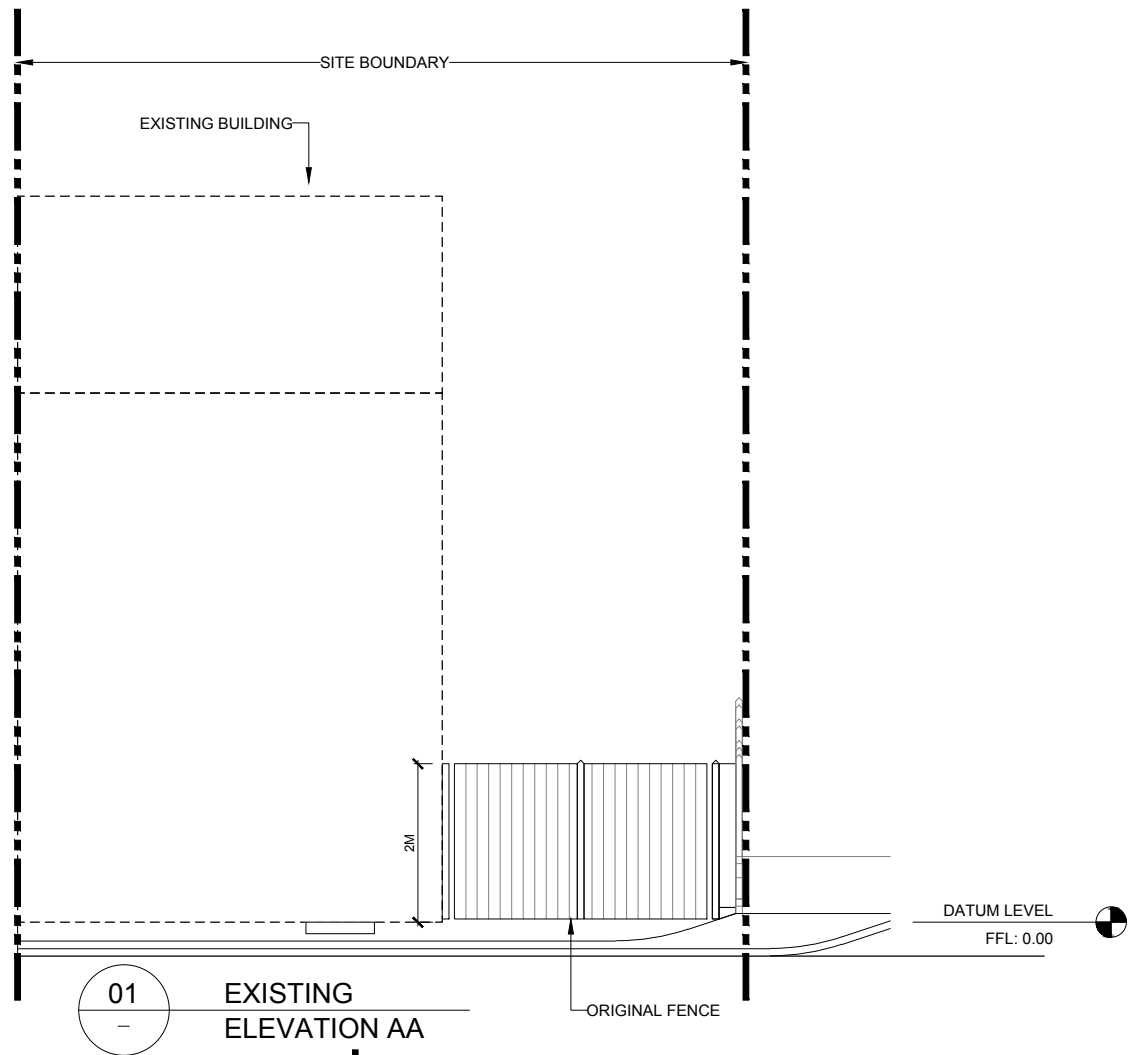 SITE BOUNDARY
EXISTING BUILDING
2M
DATUM LEVEL
FFL: 0.00
ORIGINAL FENCE
01
–
EXISTING
ELEVATION AA